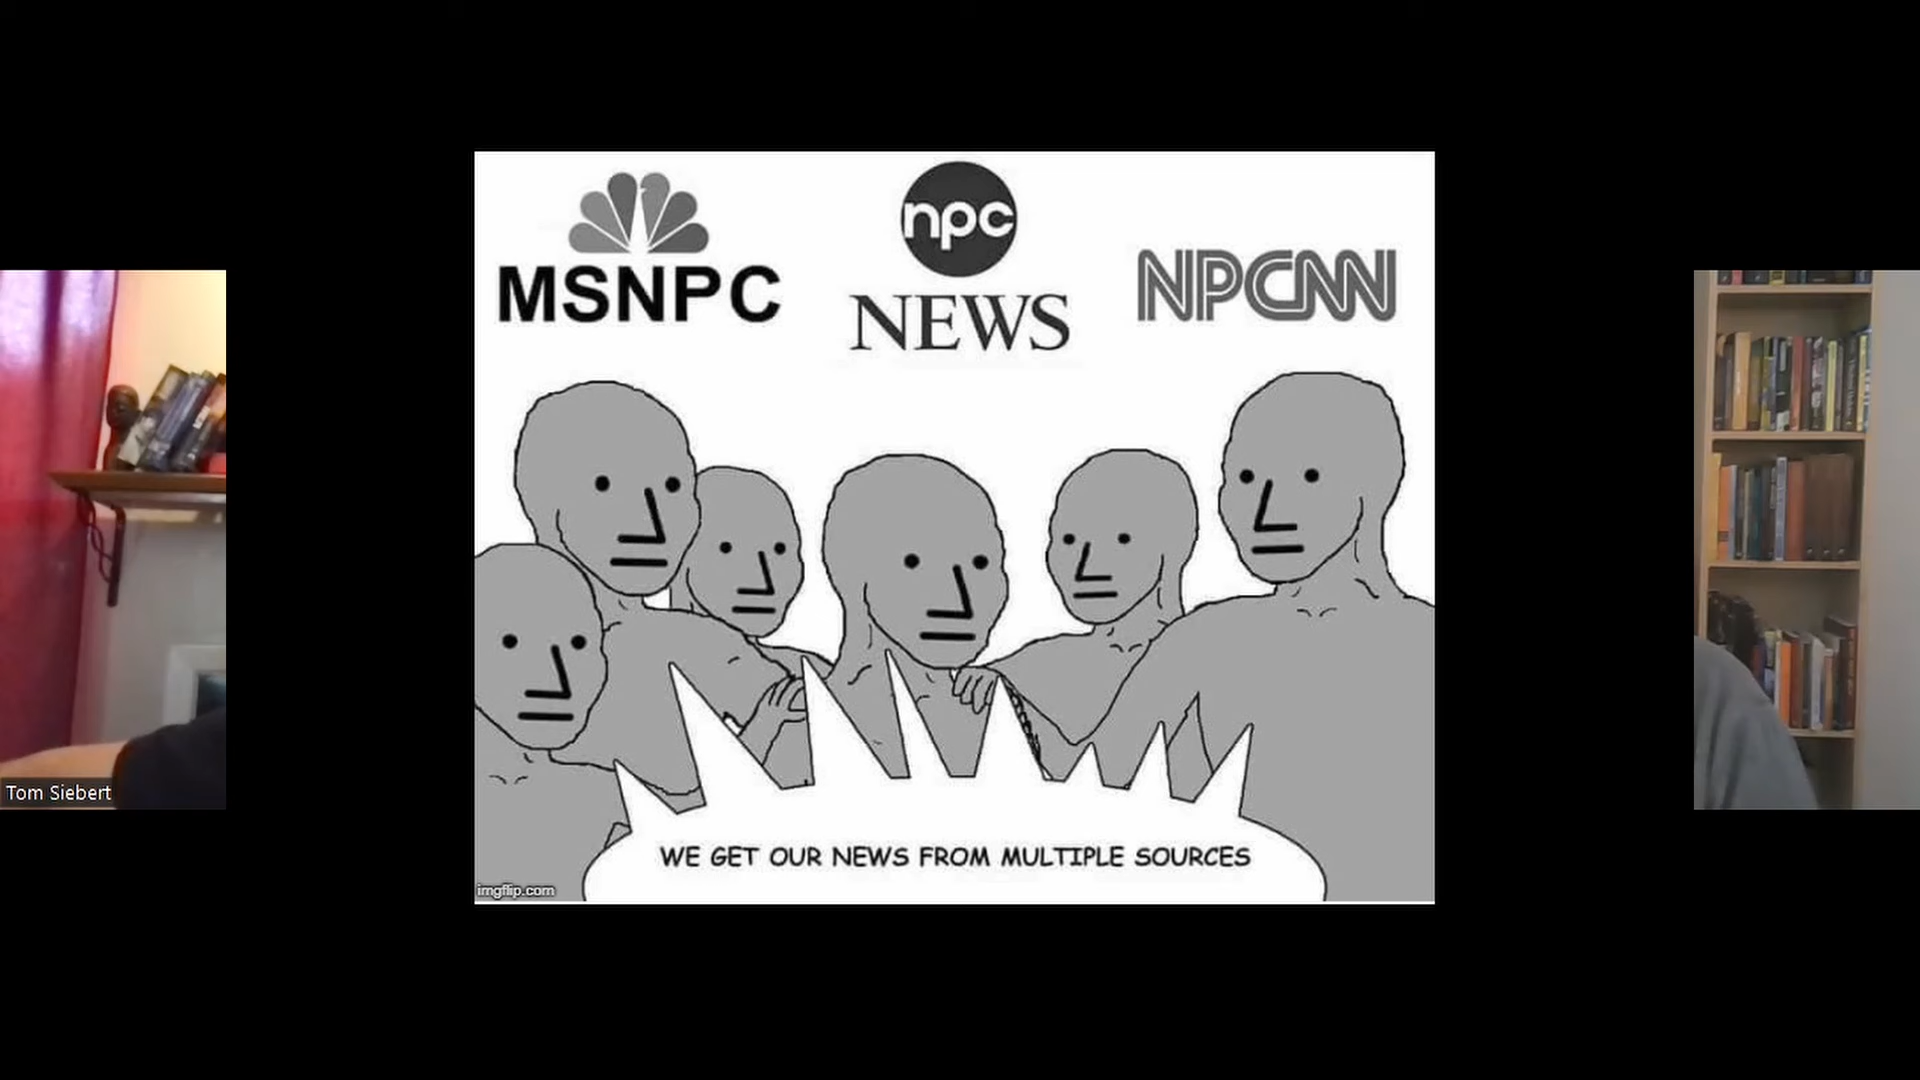 MSNPC
npc
NEWS
NPCNN
Tom Siebert
WE GET OUR NEWS FROM MULTIPLE SOURCES
imgflip.com